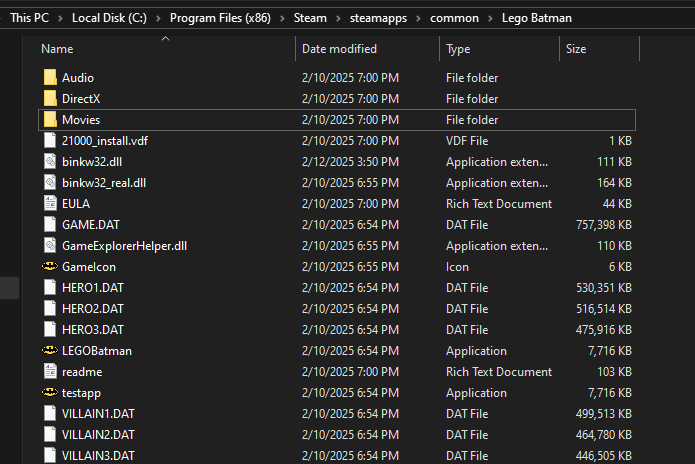 This PC > Local Disk (C:) > Program Files (x86) > Steam > steamapps > common > Lego Batman
Name Date modified Type Size
Audio 2/10/2025 7:00 PM File folder
DirectX 2/10/2025 7:00 PM File folder
Movies 2/10/2025 7:00 PM File folder
21000_install.vdf 2/10/2025 7:00 PM VDF File 1 KB
binkw32.dll 2/12/2025 3:50 PM Application exten... 111 KB
binkw32_real.dll 2/10/2025 6:55 PM Application exten... 164 KB
EULA 2/10/2025 7:00 PM Rich Text Document 44 KB
GAME.DAT 2/10/2025 6:54 PM DAT File 757,398 KB
GameExplorerHelper.dll 2/10/2025 6:55 PM Application exten... 110 KB
GameIcon 2/10/2025 6:55 PM Icon 6 KB
HERO1.DAT 2/10/2025 6:54 PM DAT File 530,351 KB
HERO2.DAT 2/10/2025 6:54 PM DAT File 516,514 KB
HERO3.DAT 2/10/2025 6:54 PM DAT File 475,916 KB
LEGOBatman 2/10/2025 6:54 PM Application 7,716 KB
readme 2/10/2025 7:00 PM Rich Text Document 103 KB
testapp 2/10/2025 6:54 PM Application 7,716 KB
VILLAIN1.DAT 2/10/2025 6:54 PM DAT File 499,513 KB
VILLAIN2.DAT 2/10/2025 6:54 PM DAT File 464,780 KB
VILLAIN3.DAT 2/10/2025 6:54 PM DAT File 446,505 KB